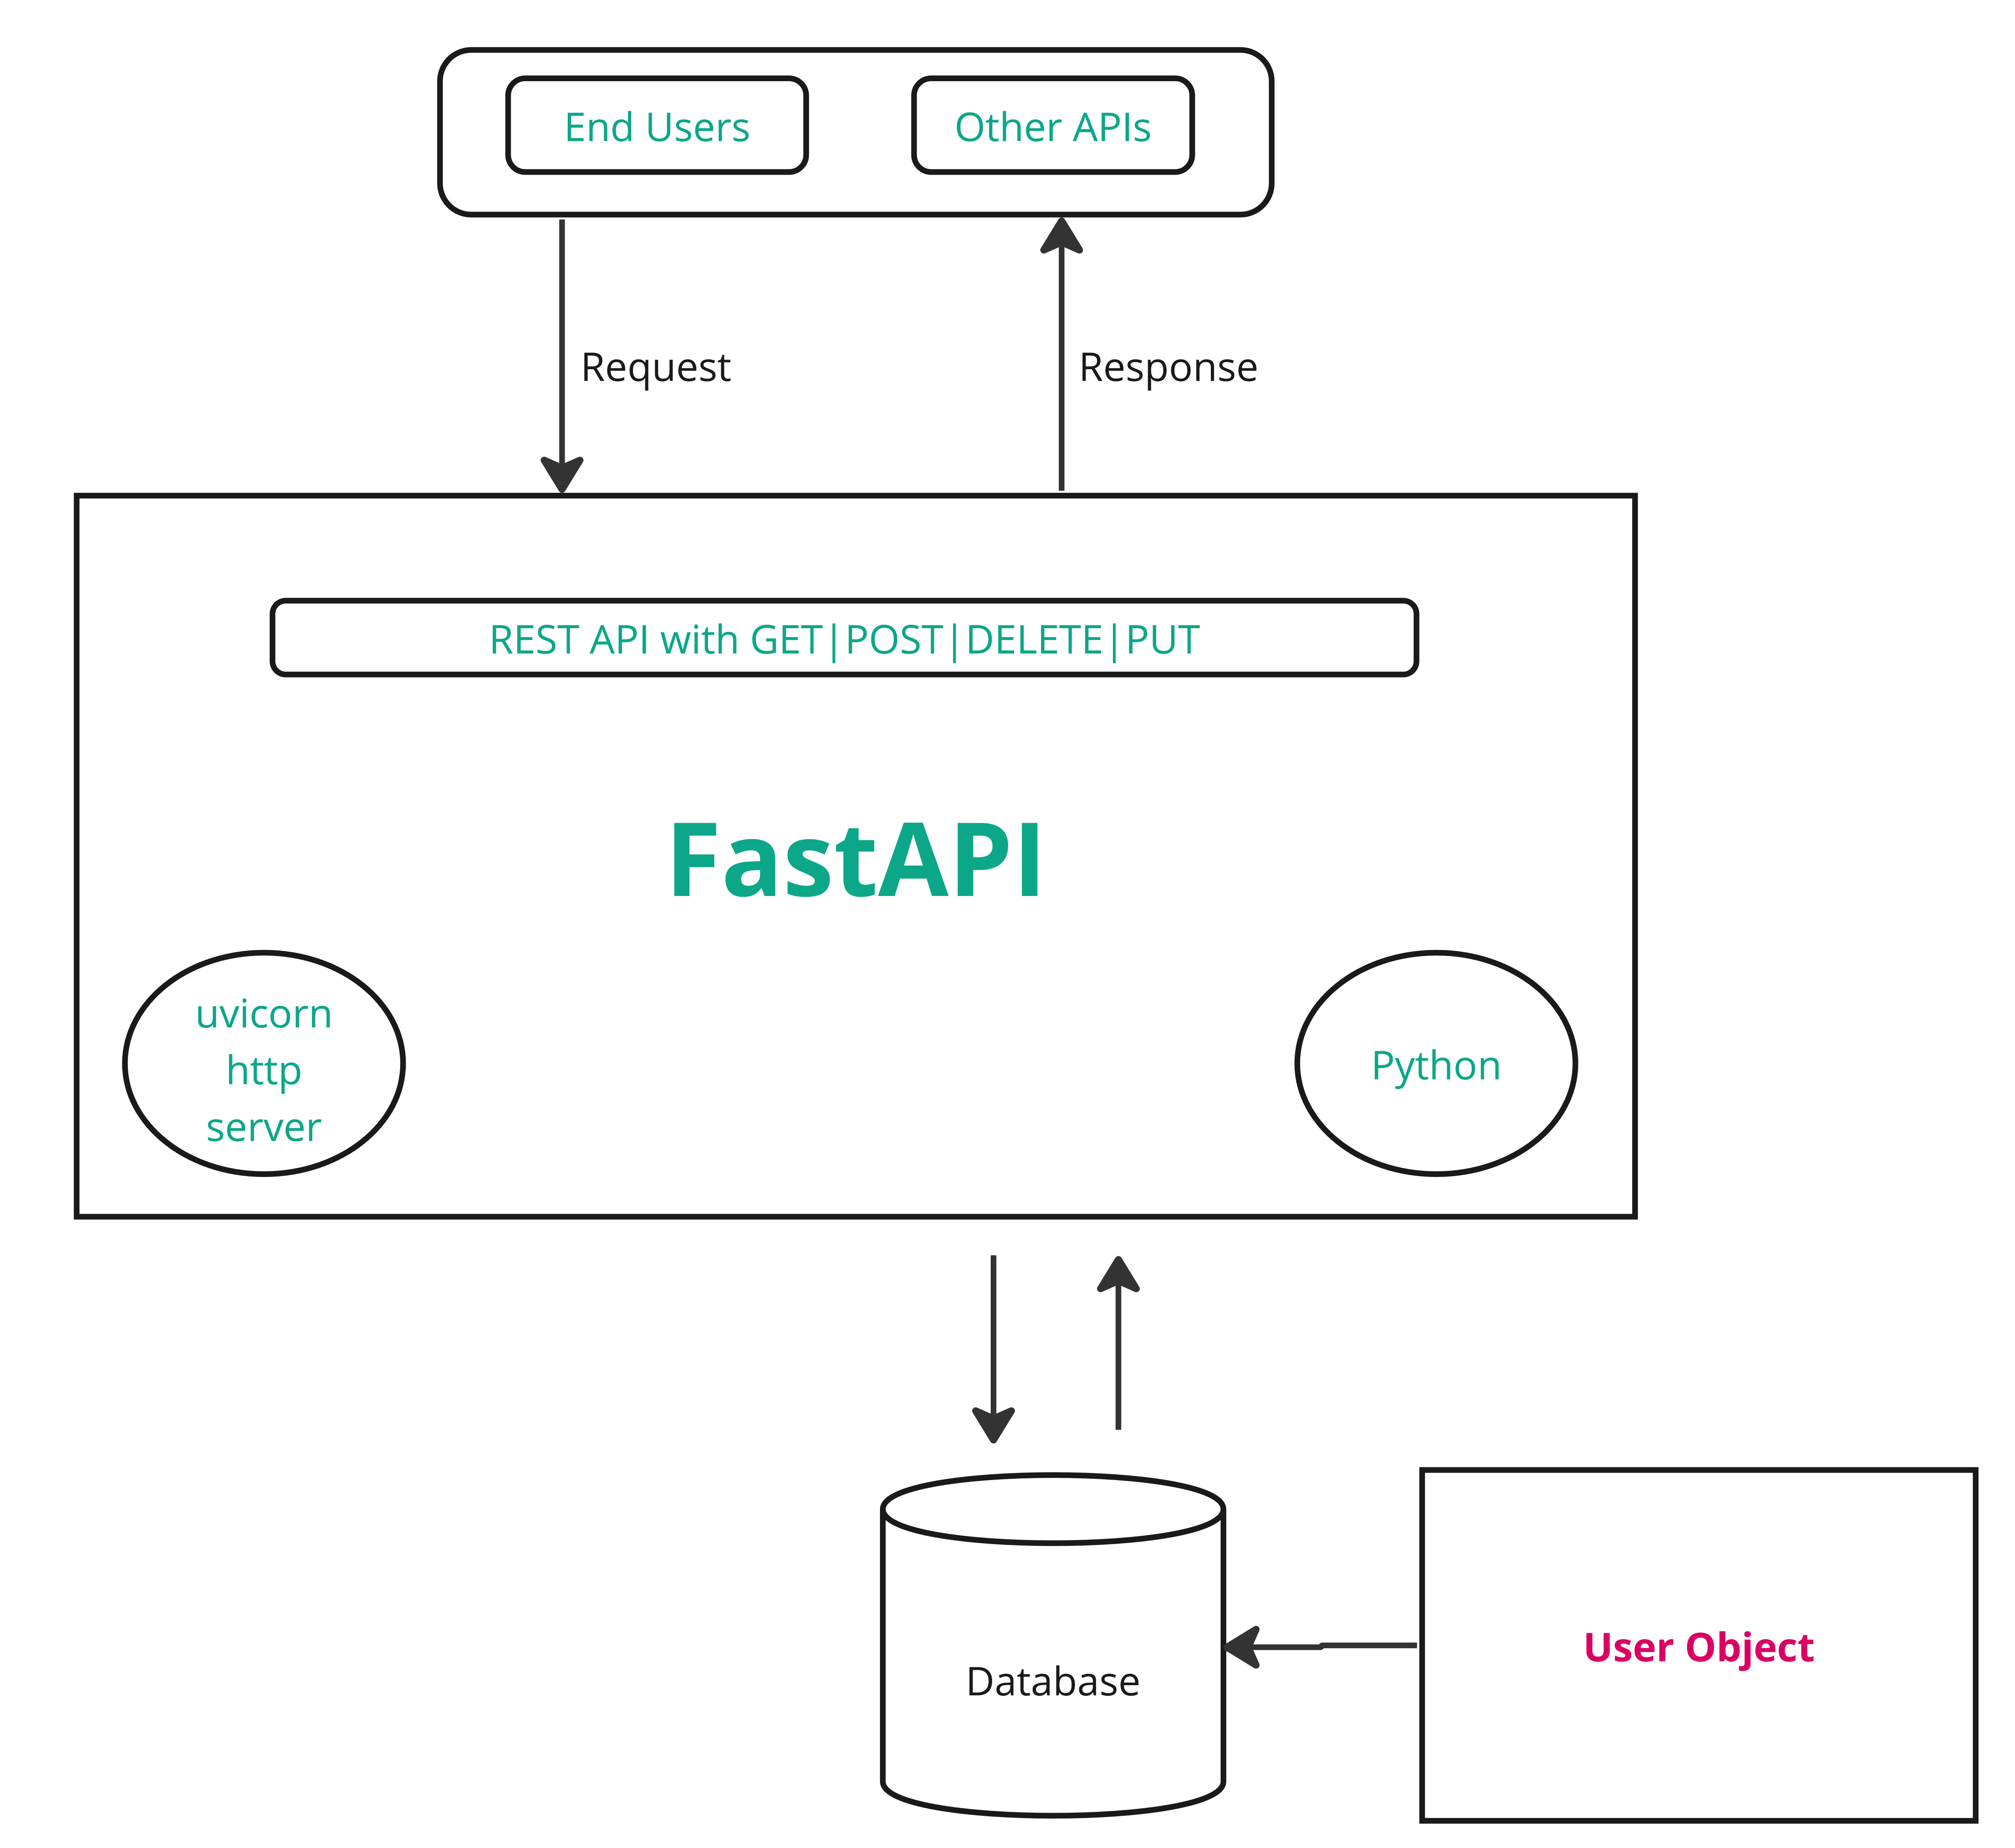 End Users
Other APIs
Request
Response
REST API with GET|POST|DELETE|PUT
FastAPI
uvicorn
http
server
Python
Database
User Object